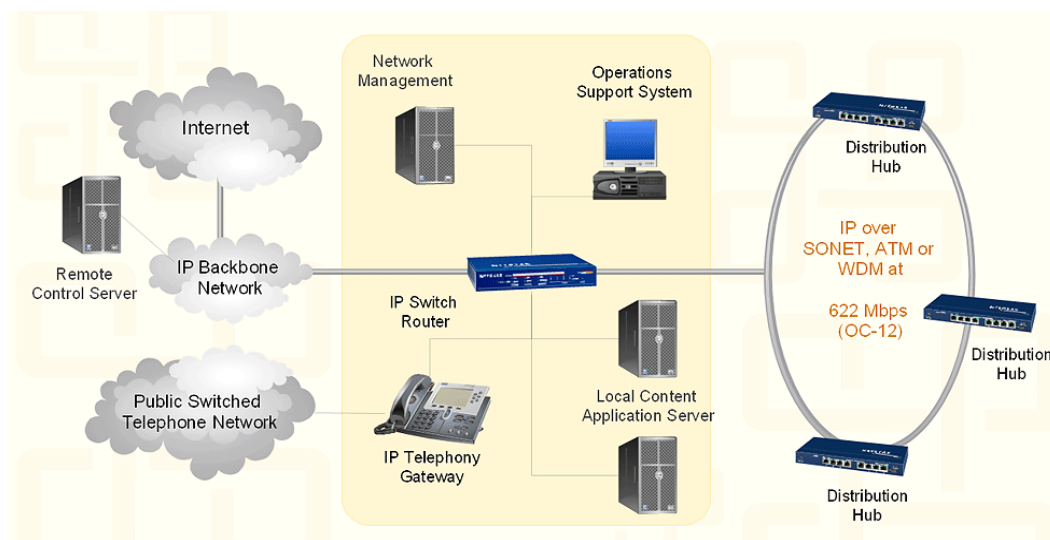 Network
Management
Operations
Support System
Internet
Distribution
Hub
Remote
Control Server
IP Backbone
Network
IP Switch
Router
IP over
SONET, ATM or
WDM at
622 Mbps
(OC-12)
Distribution
Hub
Public Switched
Telephone Network
IP Telephony
Gateway
Local Content
Application Server
Distribution
Hub